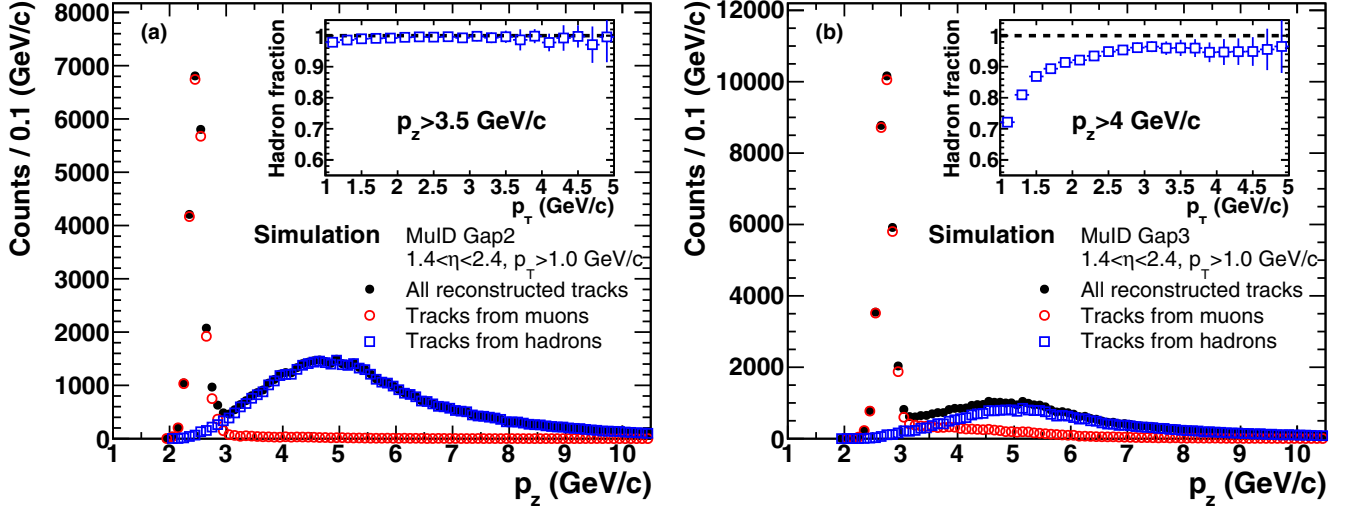 (a)
Counts / 0.1 (GeV/c)
8000
7000
6000
5000
4000
3000
2000
1000
0
1 2 3 4 5 6 7 8 9 10
p_z (GeV/c)
Hadron fraction
1
0.9
0.8
0.7
0.6
p_z>3.5 GeV/c
1 1.5 2 2.5 3 3.5 4 4.5 5
p_T (GeV/c)
Simulation
MuID Gap2
1.4<η<2.4, p_T>1.0 GeV/c
All reconstructed tracks
Tracks from muons
Tracks from hadrons
(b)
Counts / 0.1 (GeV/c)
12000
10000
8000
6000
4000
2000
0
1 2 3 4 5 6 7 8 9 10
p_z (GeV/c)
Hadron fraction
1
0.9
0.8
0.7
0.6
p_z>4 GeV/c
1 1.5 2 2.5 3 3.5 4 4.5 5
p_T (GeV/c)
Simulation
MuID Gap3
1.4<η<2.4, p_T>1.0 GeV/c
All reconstructed tracks
Tracks from muons
Tracks from hadrons